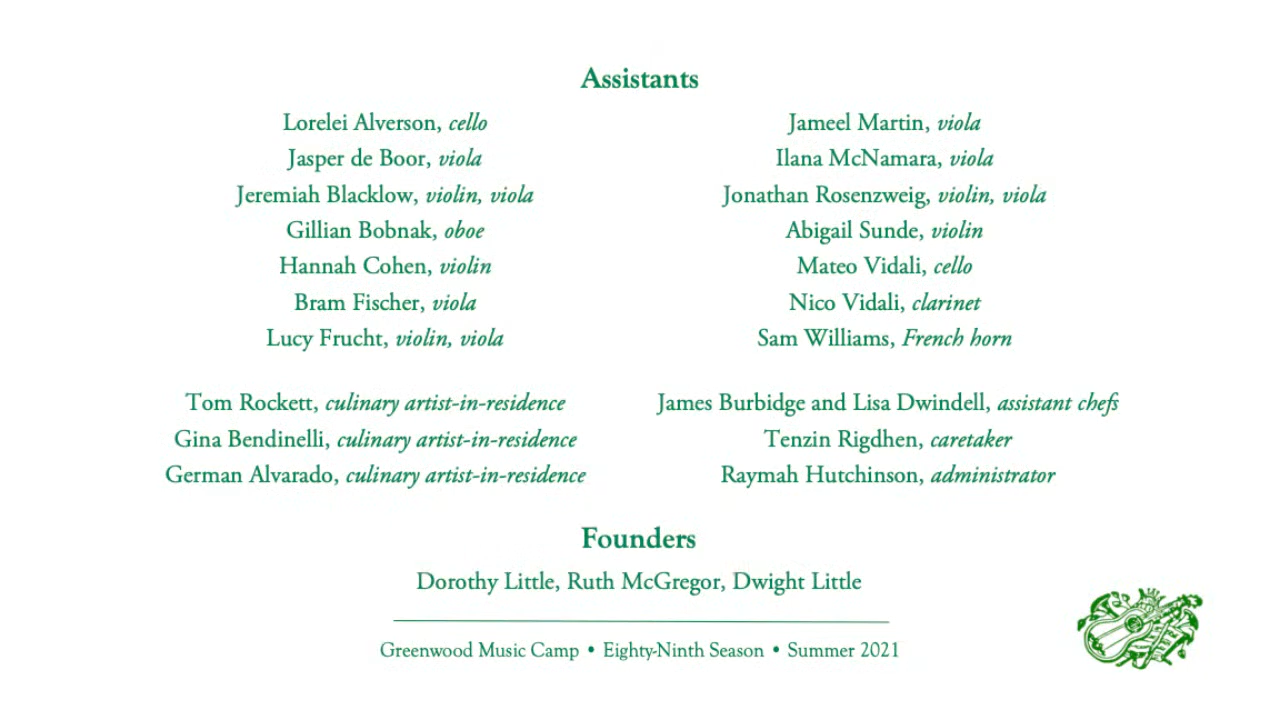 Assistants
Lorelei Alverson, cello
Jasper de Boor, viola
Jeremiah Blacklow, violin, viola
Gillian Bobnak, oboe
Hannah Cohen, violin
Bram Fischer, viola
Lucy Frucht, violin, viola
Jameel Martin, viola
Ilana McNamara, viola
Jonathan Rosenzweig, violin, viola
Abigail Sunde, violin
Mateo Vidali, cello
Nico Vidali, clarinet
Sam Williams, French horn
Tom Rockett, culinary artist-in-residence
Gina Bendinelli, culinary artist-in-residence
German Alvarado, culinary artist-in-residence
James Burbidge and Lisa Dwindell, assistant chefs
Tenzin Rigdhen, caretaker
Raymah Hutchinson, administrator
Founders
Dorothy Little, Ruth McGregor, Dwight Little
Greenwood Music Camp • Eighty-Ninth Season • Summer 2021